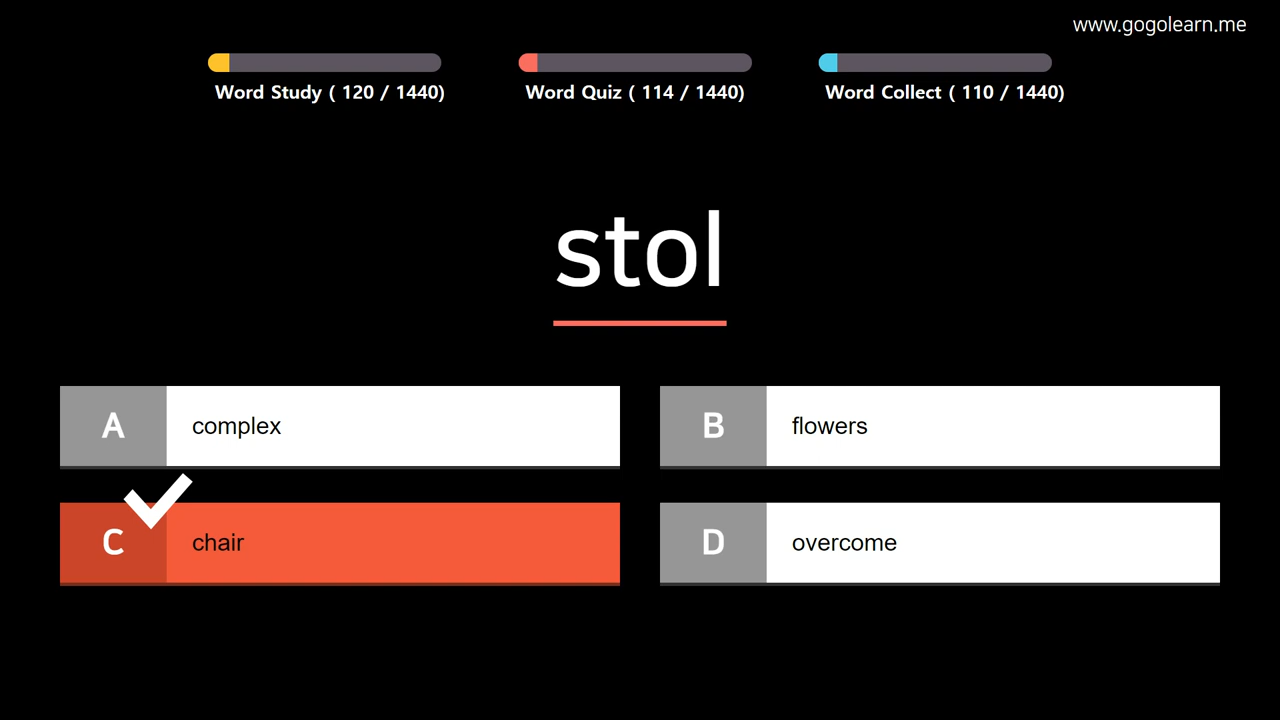 www.gogolearn.me
Word Study ( 120 / 1440)
Word Quiz ( 114 / 1440)
Word Collect ( 110 / 1440)
stol
A complex
B flowers
C chair
D overcome